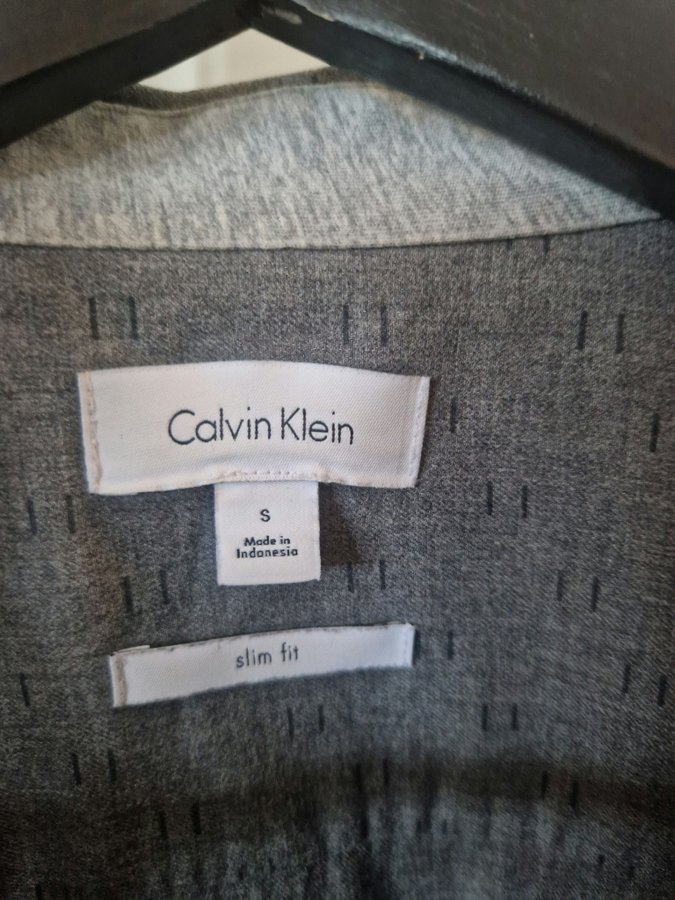 Calvin Klein
S
Made in
Indonesia
slim fit